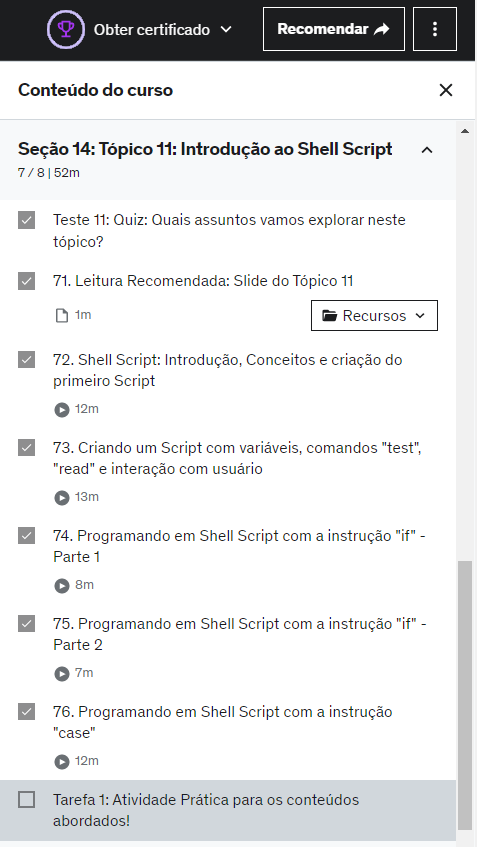 Obter certificado
Recomendar
Conteúdo do curso
Seção 14: Tópico 11: Introdução ao Shell Script
7 / 8 | 52m
Teste 11: Quiz: Quais assuntos vamos explorar neste
tópico?
71. Leitura Recomendada: Slide do Tópico 11
1m
Recursos
72. Shell Script: Introdução, Conceitos e criação do
primeiro Script
12m
73. Criando um Script com variáveis, comandos "test",
"read" e interação com usuário
13m
74. Programando em Shell Script com a instrução "if" -
Parte 1
8m
75. Programando em Shell Script com a instrução "if" -
Parte 2
7m
76. Programando em Shell Script com a instrução
"case"
12m
Tarefa 1: Atividade Prática para os conteúdos
abordados!